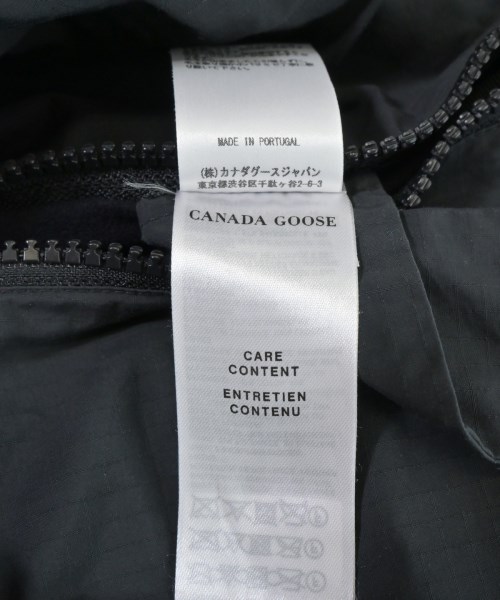 MADE IN PORTUGAL
(株)カナダグースジャパン
東京都渋谷区千駄ヶ谷2-6-3
CANADA GOOSE
CARE
CONTENT
ENTRETIEN
CONTENU